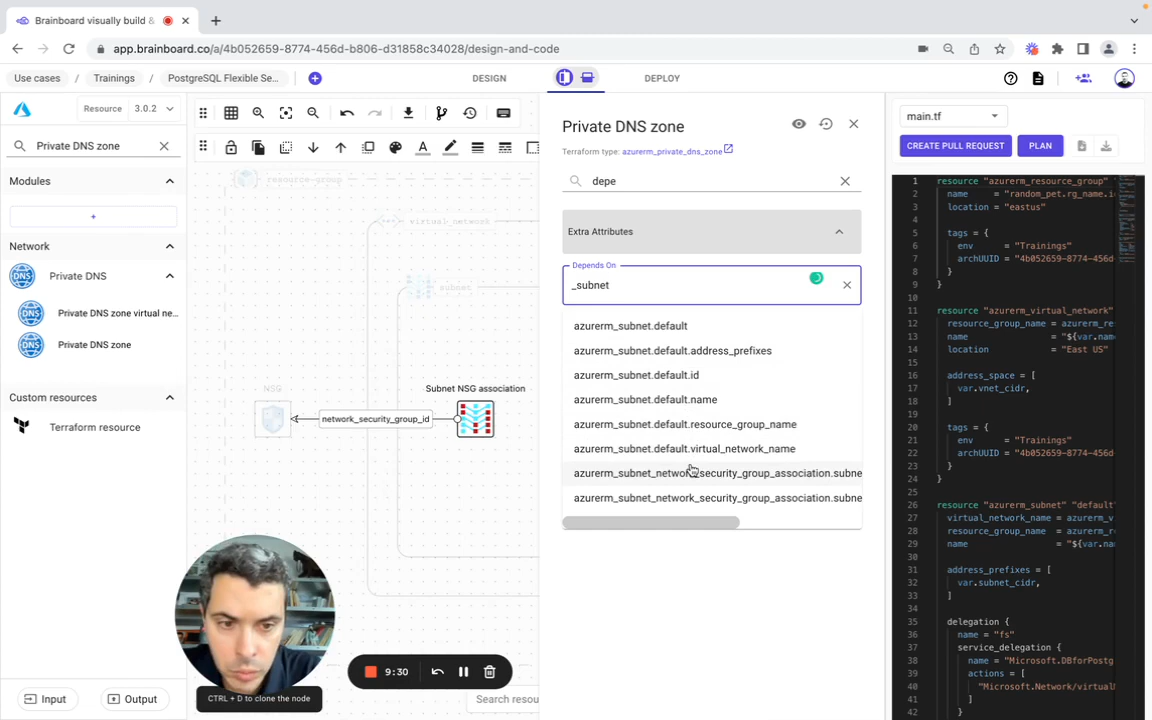 Brainboard visually build &
app.brainboard.co/a/4b052659-8774-456d-b806-d31858c34028/design-and-code
Use cases / Trainings / PostgreSQL Flexible Se...
DESIGN
DEPLOY
Resource 3.0.2
Private DNS zone
Modules
+
Network
Private DNS
Private DNS zone virtual ne...
Private DNS zone
Custom resources
Terraform resource
Input
Output
resource-group
virtual_network
subnet
NSG
Subnet NSG association
network_security_group_id
CTRL + D to clone the node
9:30
Search resou
Private DNS zone
Terraform type: azurerm_private_dns_zone
depe
Extra Attributes
Depends On
_subnet
azurerm_subnet.default
azurerm_subnet.default.address_prefixes
azurerm_subnet.default.id
azurerm_subnet.default.name
azurerm_subnet.default.resource_group_name
azurerm_subnet.default.virtual_network_name
azurerm_subnet_network_security_group_association.subne
azurerm_subnet_network_security_group_association.subne
main.tf
CREATE PULL REQUEST
PLAN
1 resource "azurerm_resource_group"
2 name = "random_pet.rg_name.i
3 location = "eastus"
4
5 tags = {
6 env = "Trainings"
7 archUUID = "4b052659-8774-456d-
8 }
9 }
10
11 resource "azurerm_virtual_network"
12 resource_group_name = azurerm_re
13 name = "${var.nam
14 location = "East US"
15
16 address_space = [
17 var.vnet_cidr,
18 ]
19
20 tags = {
21 env = "Trainings"
22 archUUID = "4b052659-8774-456d-
23 }
24 }
25
26 resource "azurerm_subnet" "default"
27 virtual_network_name = azurerm_v
28 resource_group_name = azurerm_r
29 name = "${var.na
30
31 address_prefixes = [
32 var.subnet_cidr,
33 ]
34
35 delegation {
36 name = "fs"
37 service_delegation {
38 name = "Microsoft.DBforPostg
39 actions = [
40 "Microsoft.Network/virtual
41 ]
42 }